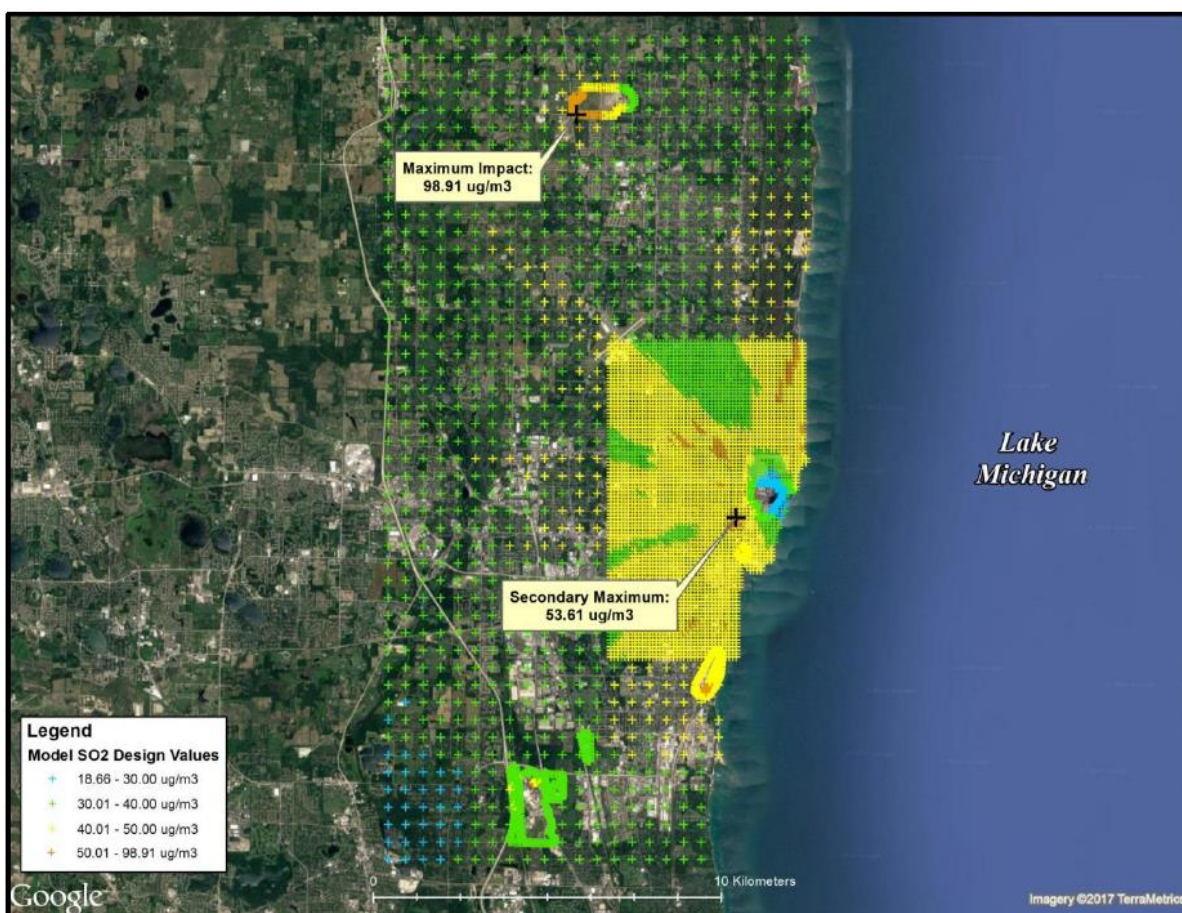 Maximum Impact:
98.91 ug/m3
Lake
Michigan
Secondary Maximum:
53.61 ug/m3
Legend
Model SO2 Design Values
18.66 - 30.00 ug/m3
30.01 - 40.00 ug/m3
40.01 - 50.00 ug/m3
50.01 - 98.91 ug/m3
0 5 10 Kilometers
Google
Imagery ©2017 TerraMetrics